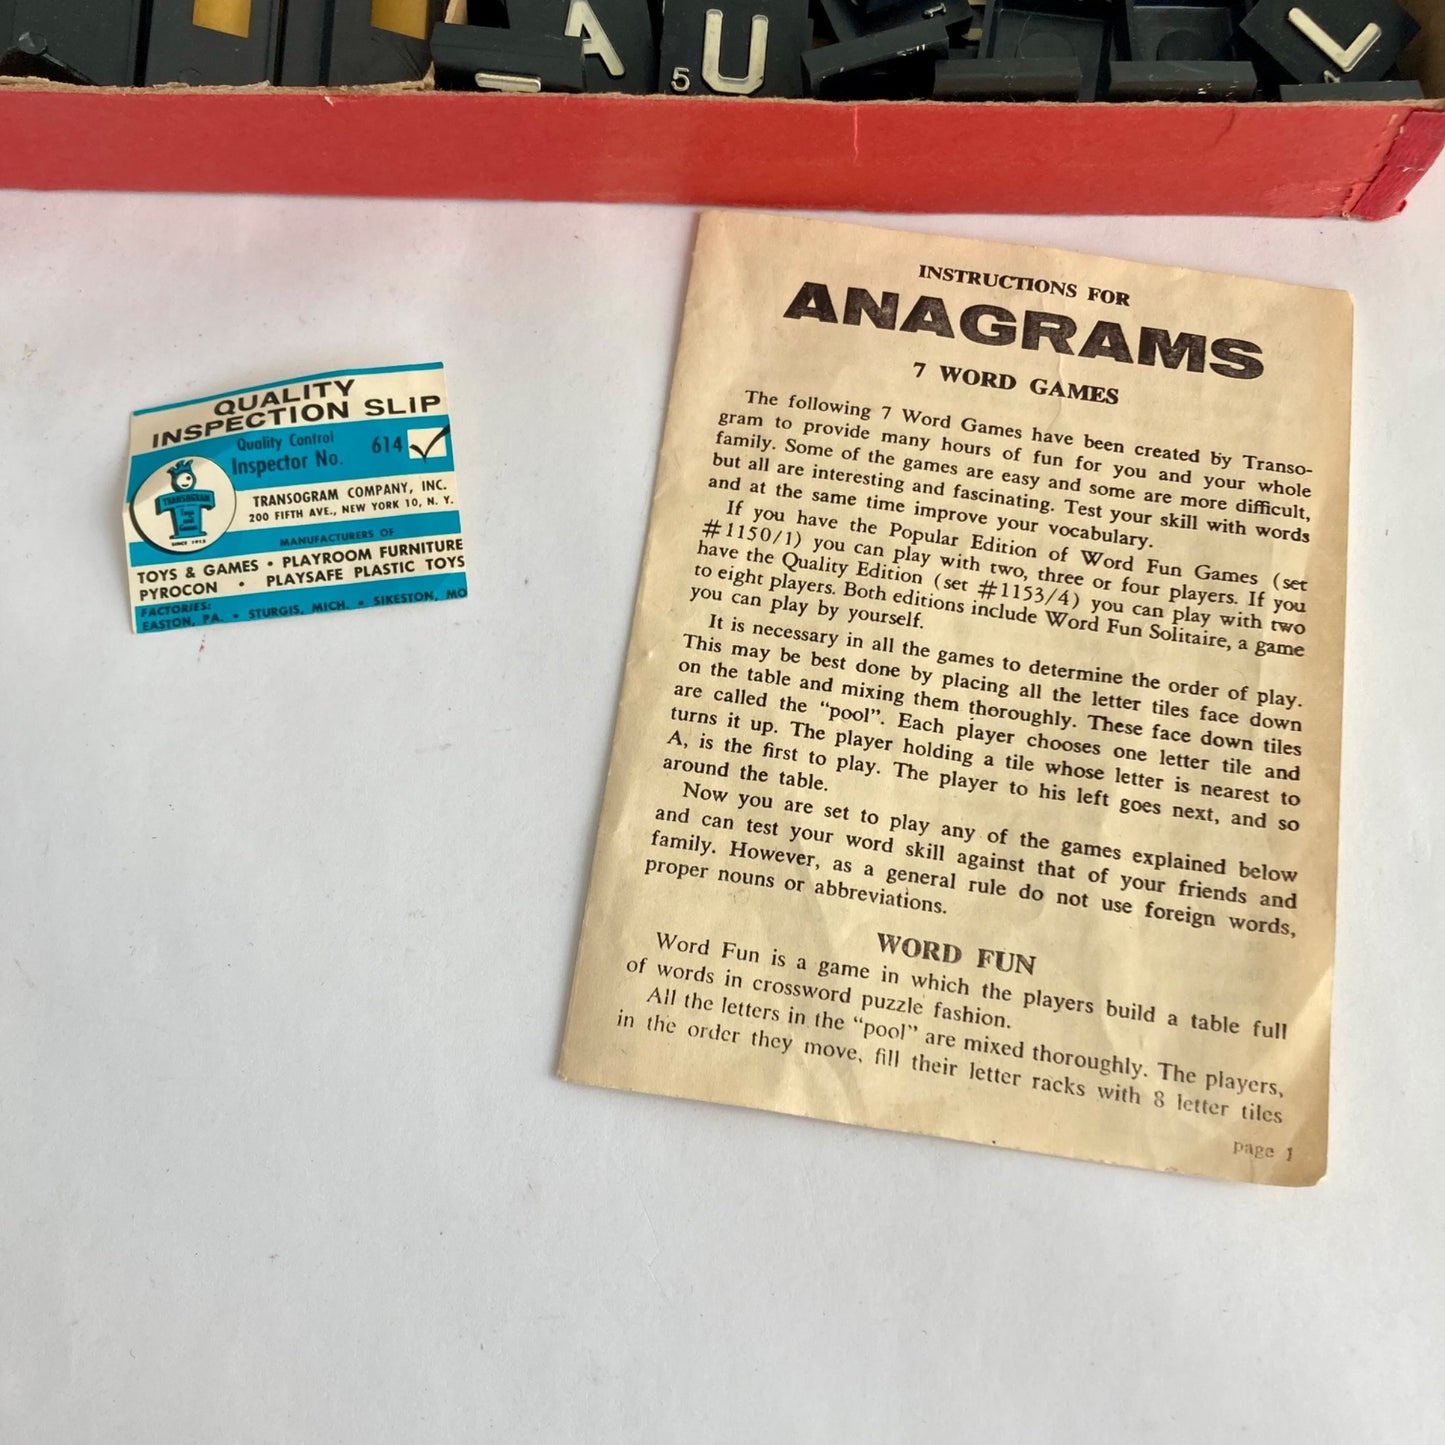 A
5 U
L
4
QUALITY
INSPECTION SLIP
Quality Control
Inspector No. 614
TRANSOGRAM
Toys and Games
SINCE 1915
TRANSOGRAM COMPANY, INC.
200 FIFTH AVE., NEW YORK 10, N. Y.
MANUFACTURERS OF
TOYS & GAMES • PLAYROOM FURNITURE
PYROCON • PLAYSAFE PLASTIC TOYS
FACTORIES:
EASTON, PA. • STURGIS, MICH. • SIKESTON, MO
INSTRUCTIONS FOR
ANAGRAMS
7 WORD GAMES
The following 7 Word Games have been created by Transo-
gram to provide many hours of fun for you and your whole
family. Some of the games are easy and some are more difficult,
but all are interesting and fascinating. Test your skill with words
and at the same time improve your vocabulary.
If you have the Popular Edition of Word Fun Games (set
#1150/1) you can play with two, three or four players. If you
have the Quality Edition (set #1153/4) you can play with two
to eight players. Both editions include Word Fun Solitaire, a game
you can play by yourself.
It is necessary in all the games to determine the order of play.
This may be best done by placing all the letter tiles face down
on the table and mixing them thoroughly. These face down tiles
are called the “pool”. Each player chooses one letter tile and
turns it up. The player holding a tile whose letter is nearest to
A, is the first to play. The player to his left goes next, and so
around the table.
Now you are set to play any of the games explained below
and can test your word skill against that of your friends and
family. However, as a general rule do not use foreign words,
proper nouns or abbreviations.
WORD FUN
Word Fun is a game in which the players build a table full
of words in crossword puzzle fashion.
All the letters in the “pool” are mixed thoroughly. The players,
in the order they move, fill their letter racks with 8 letter tiles
page 1